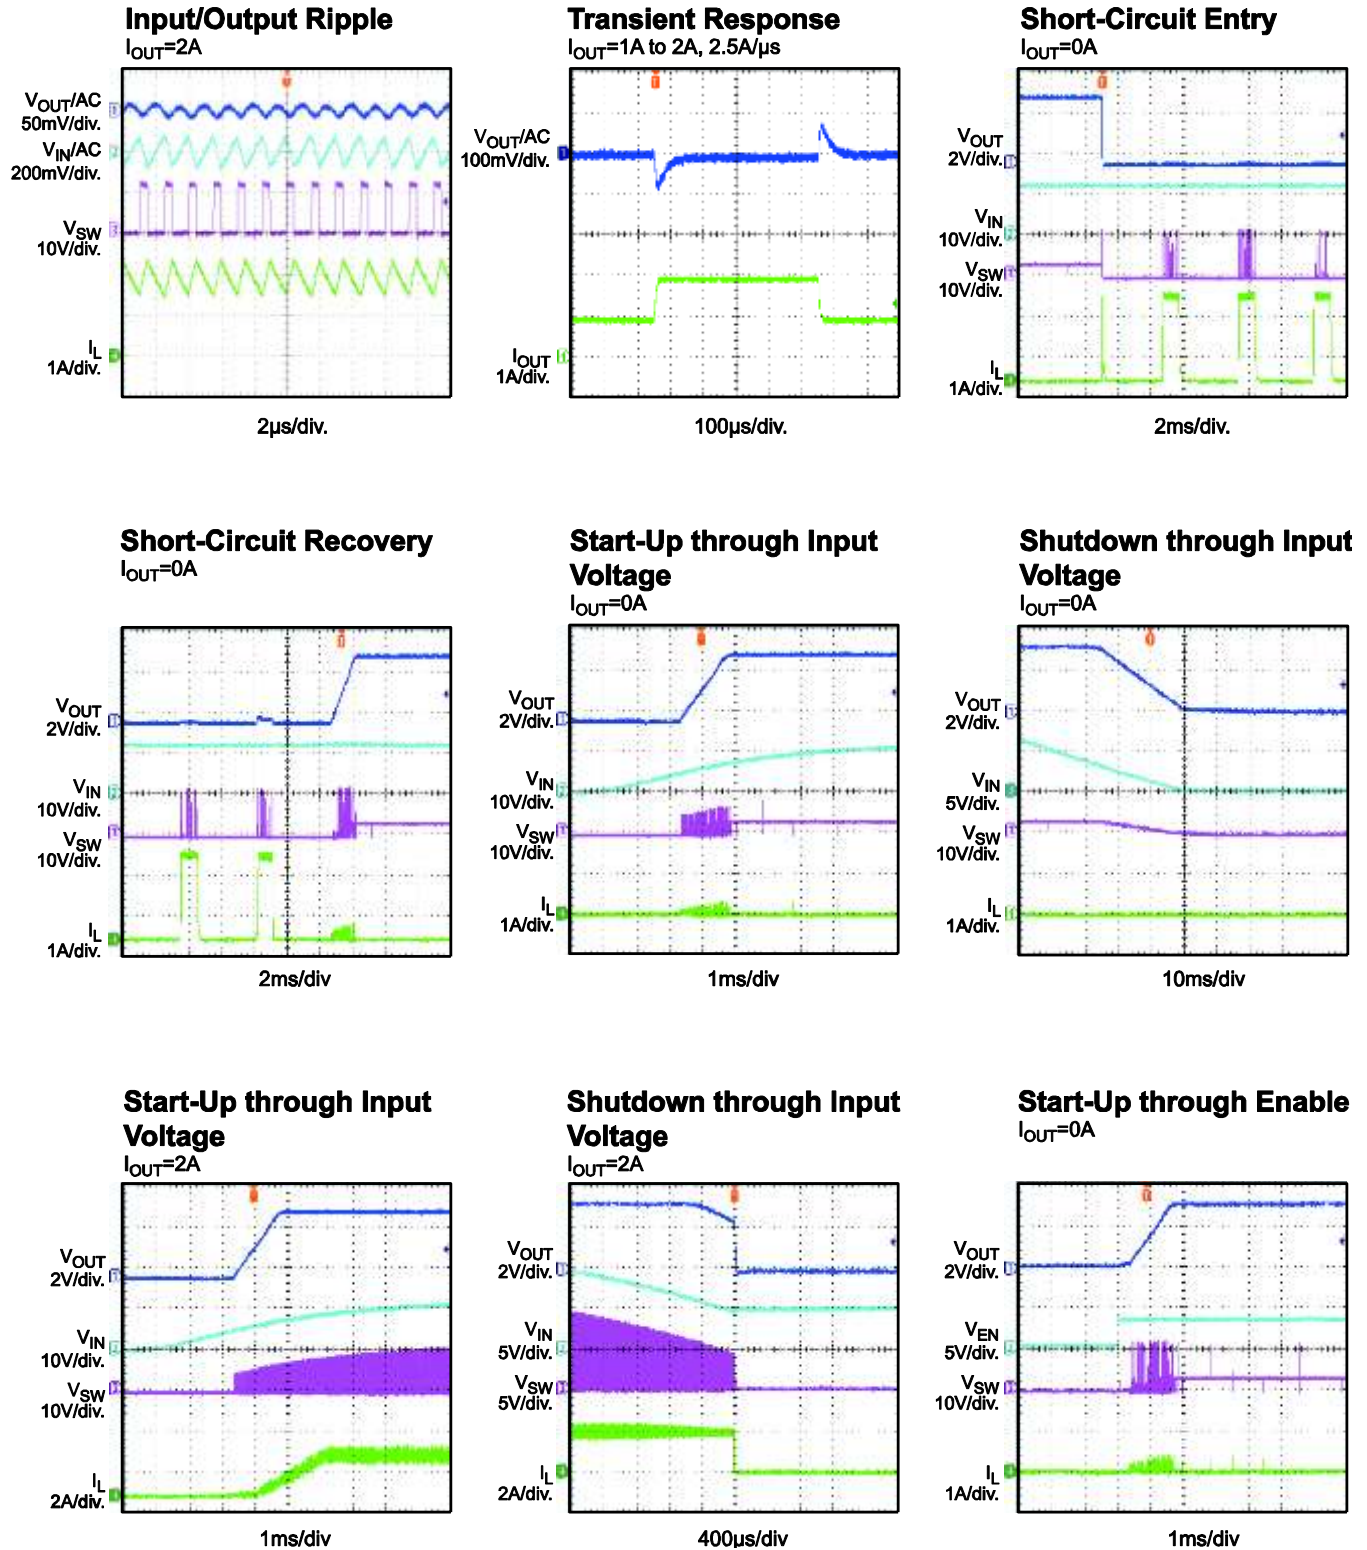 Input/Output Ripple
IOUT=2A
VOUT/AC
50mV/div.
VIN/AC
200mV/div.
VSW
10V/div.
IL
1A/div.
2µs/div.
Transient Response
IOUT=1A to 2A, 2.5A/µs
VOUT/AC
100mV/div.
IOUT
1A/div.
100µs/div.
Short-Circuit Entry
IOUT=0A
VOUT
2V/div.
VIN
10V/div.
VSW
10V/div.
IL
1A/div.
2ms/div.
Short-Circuit Recovery
IOUT=0A
VOUT
2V/div.
VIN
10V/div.
VSW
10V/div.
IL
1A/div.
2ms/div
Start-Up through Input
Voltage
IOUT=0A
VOUT
2V/div.
VIN
10V/div.
VSW
10V/div.
IL
1A/div.
1ms/div
Shutdown through Input
Voltage
IOUT=0A
VOUT
2V/div.
VIN
5V/div.
VSW
10V/div.
IL
1A/div.
10ms/div
Start-Up through Input
Voltage
IOUT=2A
VOUT
2V/div.
VIN
10V/div.
VSW
10V/div.
IL
2A/div.
1ms/div
Shutdown through Input
Voltage
IOUT=2A
VOUT
2V/div.
VIN
5V/div.
VSW
5V/div.
IL
2A/div.
400µs/div
Start-Up through Enable
IOUT=0A
VOUT
2V/div.
VEN
5V/div.
VSW
10V/div.
IL
1A/div.
1ms/div